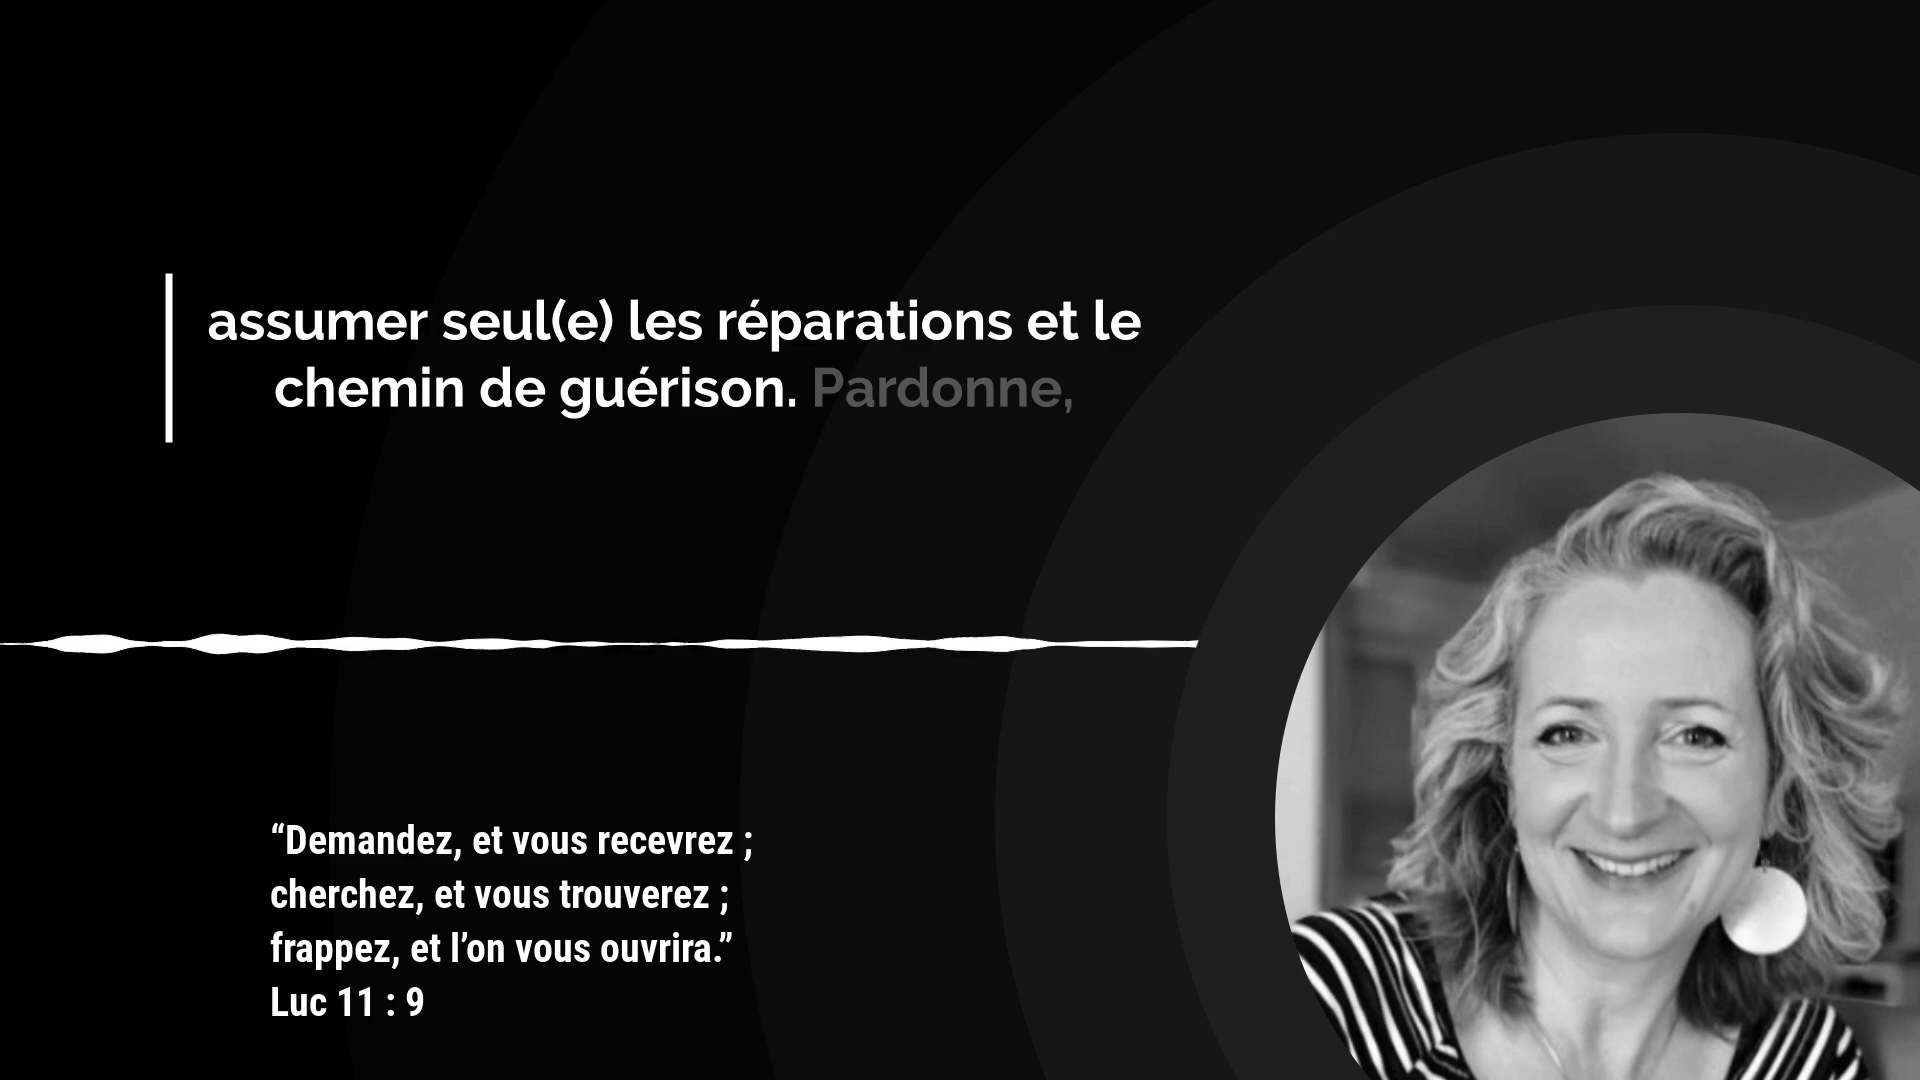 assumer seul(e) les réparations et le
chemin de guérison. Pardonne,
“Demandez, et vous recevrez ;
cherchez, et vous trouverez ;
frappez, et l’on vous ouvrira.”
Luc 11 : 9